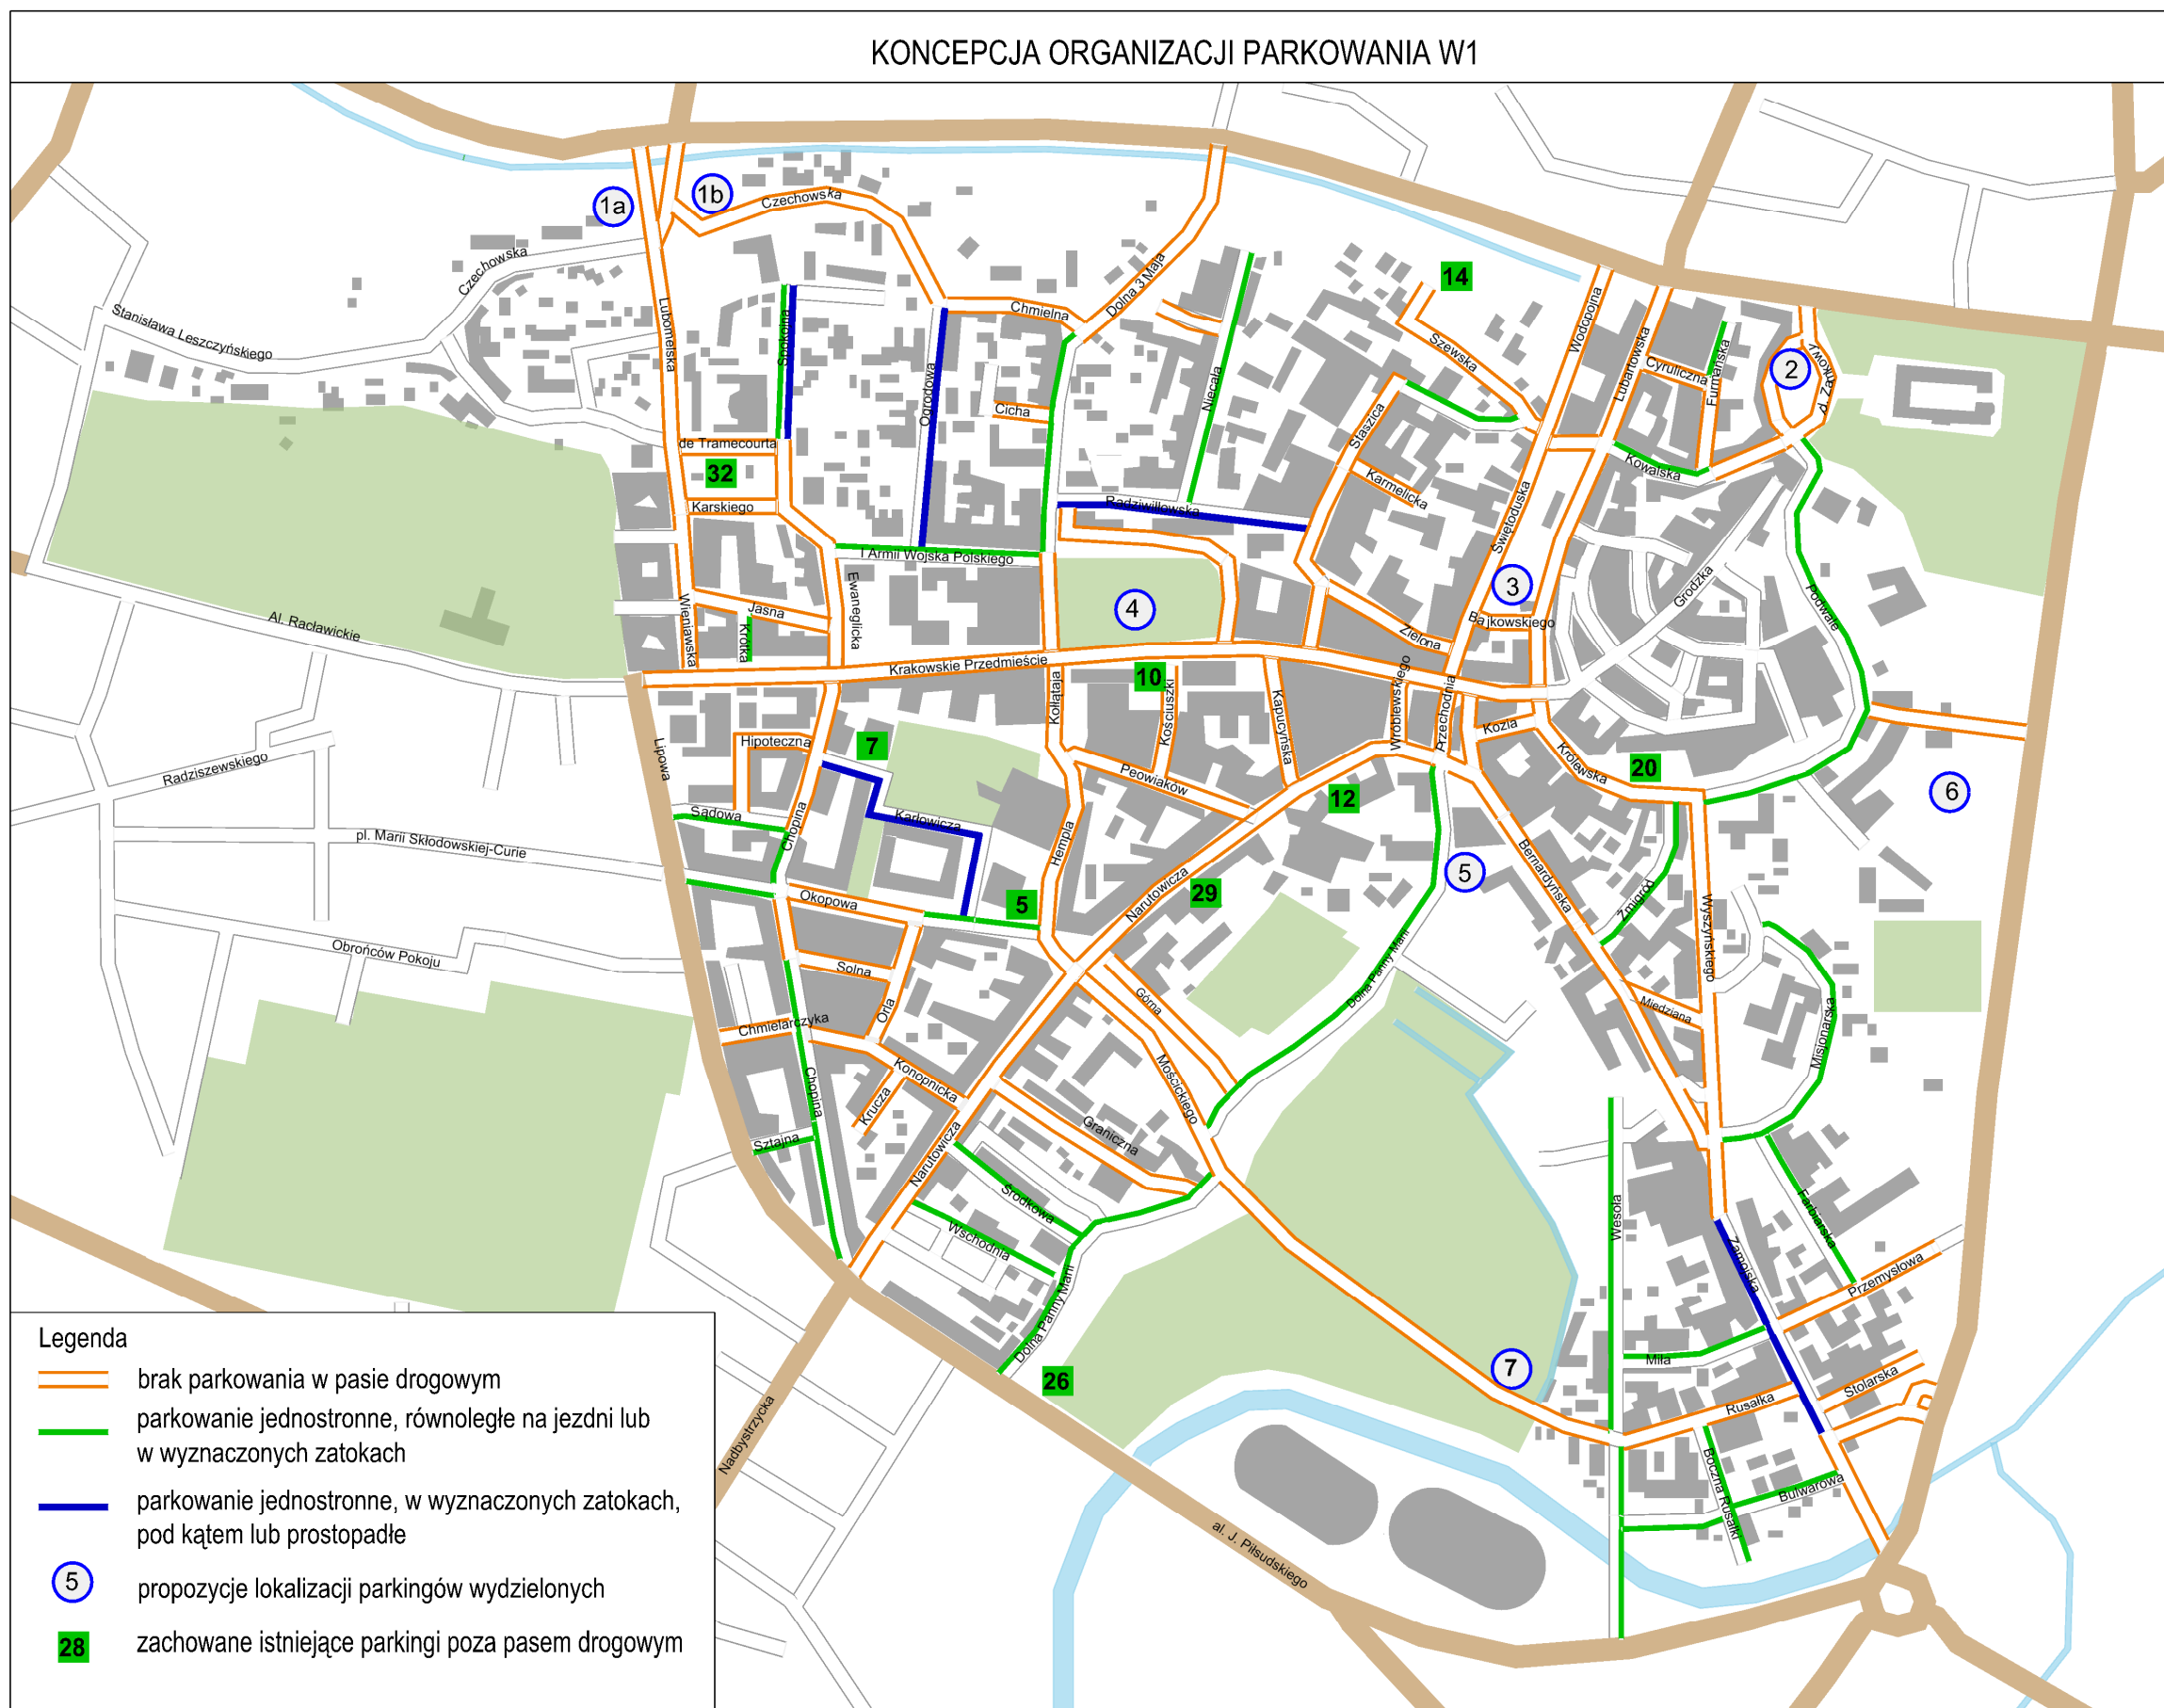 KONCEPCJA ORGANIZACJI PARKOWANIA W1
1a
1b
Czechowska
Czechowska
Stanisława Leszczyńskiego
Lubomelska
Spokojna
Ogrodowa
Chmielna
Dolna 3 Maja
Cicha
Niecała
14
Szewska
Wodopojna
Lubartowska
Cyruliczna
Furmańska
2
pl. Zamkowy
de Tramecourta
32
Karskiego
Staszica
Karmelicka
Kowalska
Radziwiłłowska
I Armii Wojska Polskiego
Świętoduska
Grodzka
Podwale
3
4
Al. Racławickie
Wieniawska
Jasna
Krótka
Ewangelicka
Bajkowskiego
Zielona
Krakowskie Przedmieście
10
Kołłątaja
Kościuszki
Kapucyńska
Wróblewskiego
Przechodnia
Kozia
Królewska
20
6
Radziszewskiego
Lipowa
Hipoteczna
7
Peowiaków
12
Sądowa
Chopina
Karłowicza
Hempla
pl. Marii Skłodowskiej-Curie
5
Bernardyńska
Żmigród
Wyszyńskiego
Okopowa
5
Narutowicza
29
Obrońców Pokoju
Solna
Orla
Górna
Dolna Panny Marii
Miedziana
Misjonarska
Chmielarczyka
Chopina
Konopnicka
Krucza
Mościckiego
Graniczna
Sztajna
Narutowicza
Środkowa
Wschodnia
Dolna Panny Marii
26
Wesoła
Zamojska
Farbiarska
Przemysłowa
Miła
7
Rusałka
Stolarska
Boczna Rusałki
Bulwarowa
Nadbystrzycka
al. J. Piłsudskiego
Legenda
brak parkowania w pasie drogowym
parkowanie jednostronne, równoległe na jezdni lub
w wyznaczonych zatokach
parkowanie jednostronne, w wyznaczonych zatokach,
pod kątem lub prostopadłe
5
propozycje lokalizacji parkingów wydzielonych
28
zachowane istniejące parkingi poza pasem drogowym